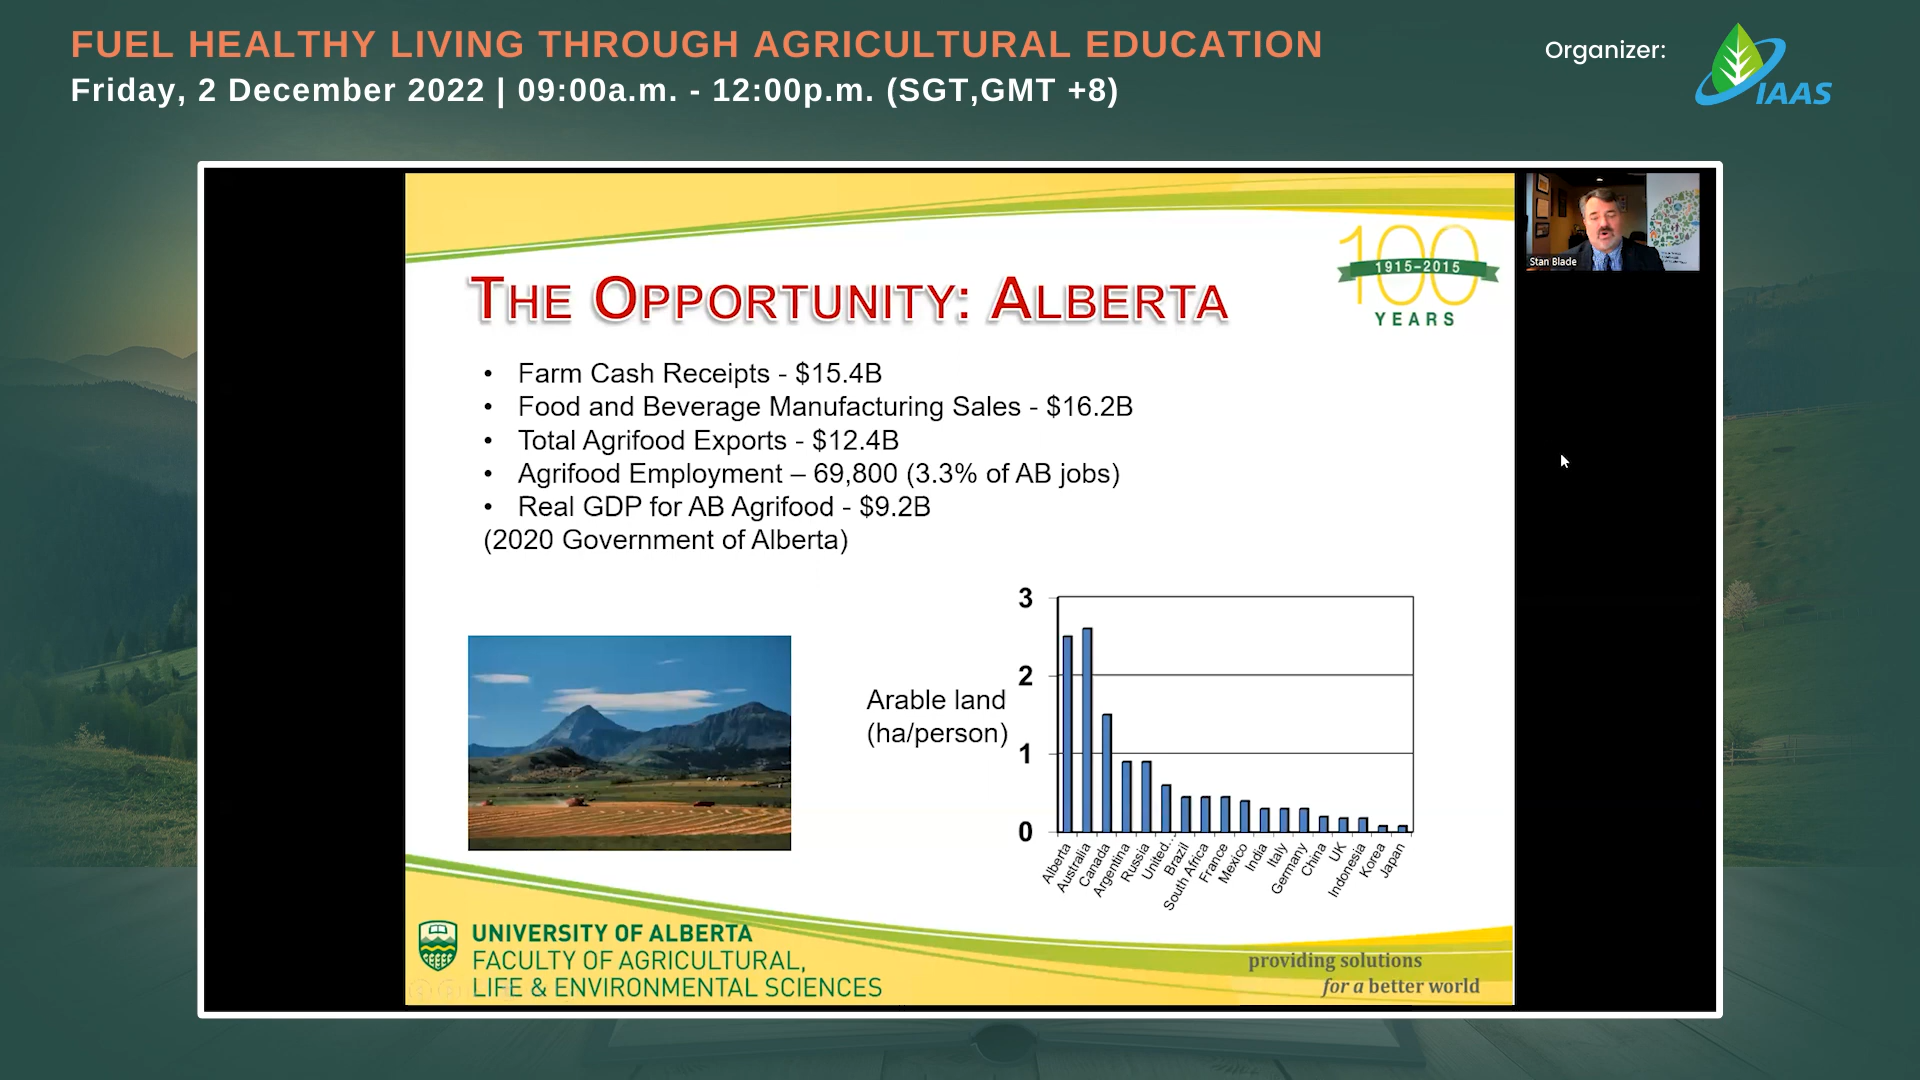 FUEL HEALTHY LIVING THROUGH AGRICULTURAL EDUCATION
Friday, 2 December 2022 | 09:00a.m. - 12:00p.m. (SGT,GMT +8)
Organizer:
IAAS
Stan Blade
100
1915-2015
YEARS
THE OPPORTUNITY: ALBERTA
• Farm Cash Receipts - $15.4B
• Food and Beverage Manufacturing Sales - $16.2B
• Total Agrifood Exports - $12.4B
• Agrifood Employment – 69,800 (3.3% of AB jobs)
• Real GDP for AB Agrifood - $9.2B
(2020 Government of Alberta)
Arable land
(ha/person)
3
2
1
0
Alberta
Australia
Canada
Argentina
Russia
United...
Brazil
South Africa
France
Mexico
India
Italy
Germany
China
UK
Indonesia
Korea
Japan
UNIVERSITY OF ALBERTA
FACULTY OF AGRICULTURAL,
LIFE & ENVIRONMENTAL SCIENCES
providing solutions
for a better world